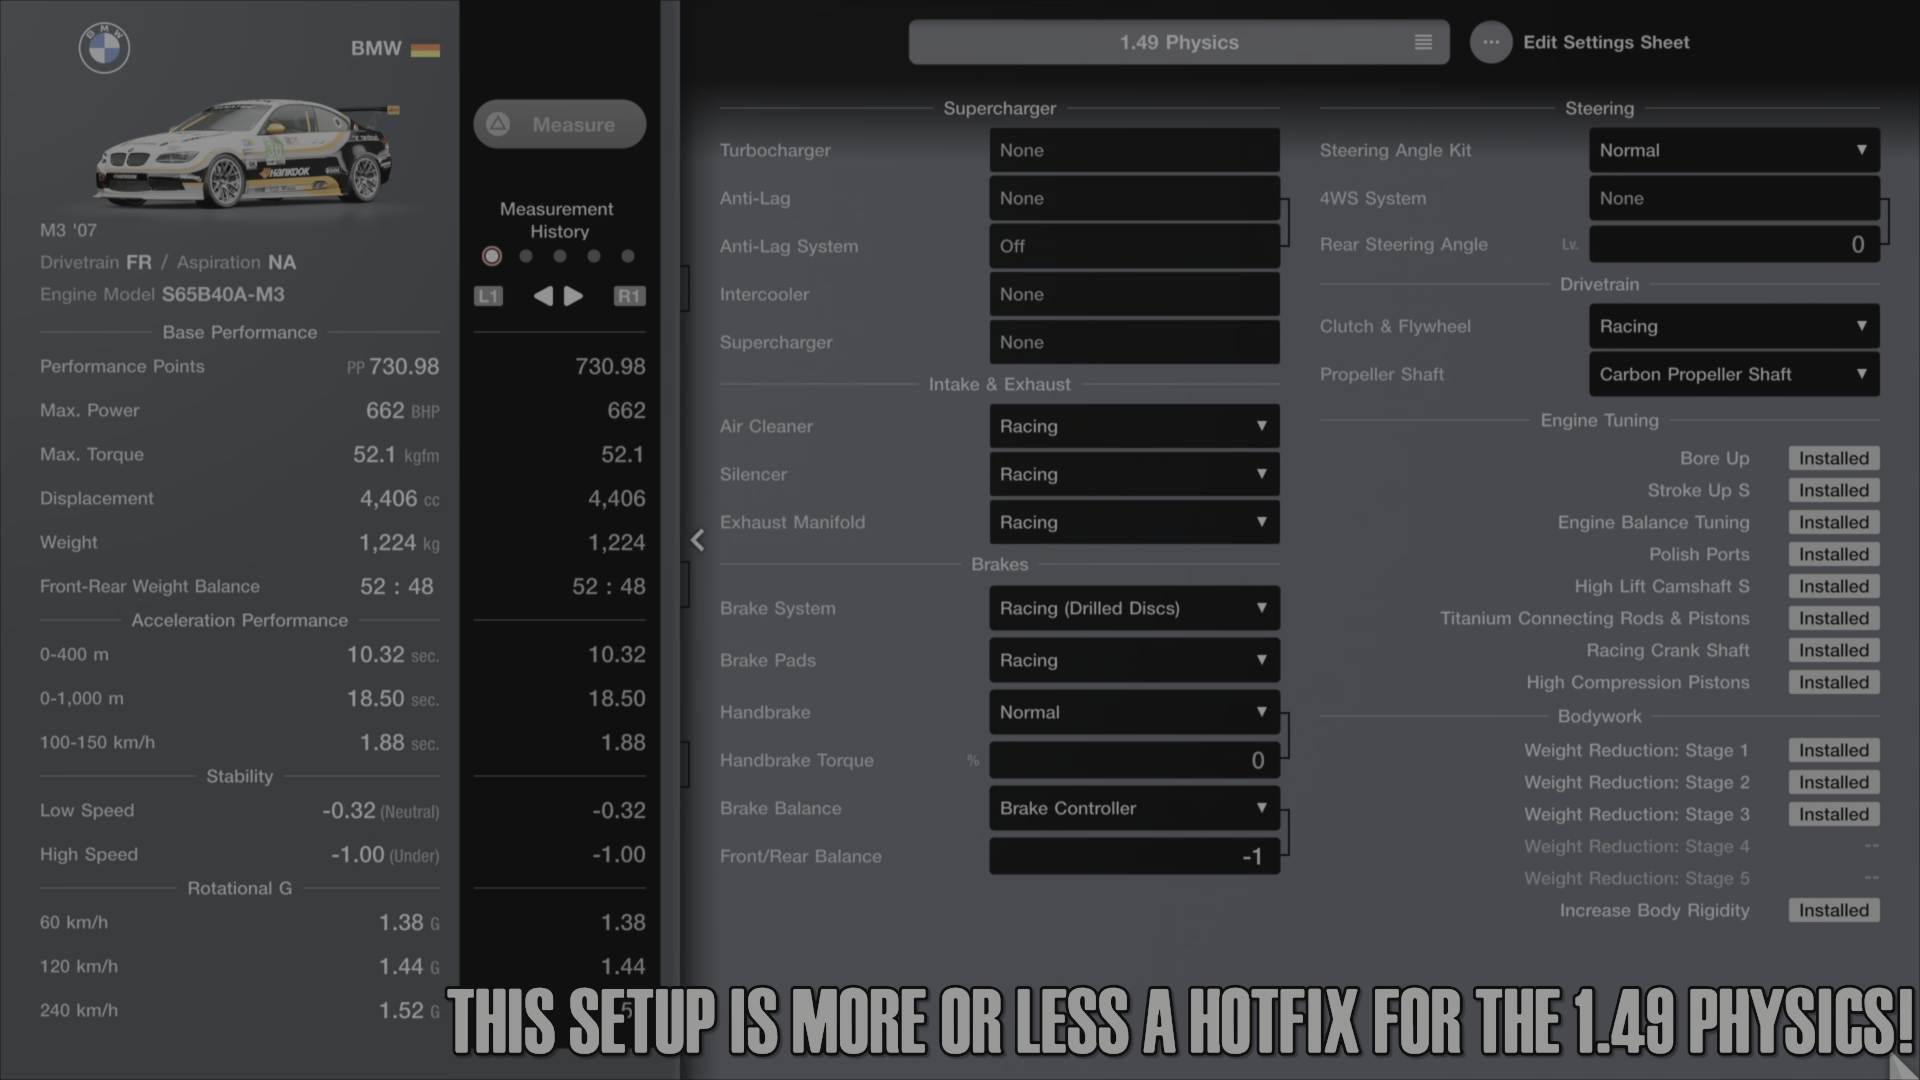 BMW
M3 '07
Drivetrain FR / Aspiration NA
Engine Model S65B40A-M3
Base Performance
Performance Points PP 730.98
Max. Power 662 BHP
Max. Torque 52.1 kgfm
Displacement 4,406 cc
Weight 1,224 kg
Front-Rear Weight Balance 52 : 48
Acceleration Performance
0-400 m 10.32 sec.
0-1,000 m 18.50 sec.
100-150 km/h 1.88 sec.
Stability
Low Speed -0.32 (Neutral)
High Speed -1.00 (Under)
Rotational G
60 km/h 1.38 G
120 km/h 1.44 G
240 km/h 1.52 G
Measure
Measurement
History
L1 R1
730.98
662
52.1
4,406
1,224
52 : 48
10.32
18.50
1.88
-0.32
-1.00
1.38
1.44
1.49 Physics
Edit Settings Sheet
Supercharger
Turbocharger None
Anti-Lag None
Anti-Lag System Off
Intercooler None
Supercharger None
Intake & Exhaust
Air Cleaner Racing
Silencer Racing
Exhaust Manifold Racing
Brakes
Brake System Racing (Drilled Discs)
Brake Pads Racing
Handbrake Normal
Handbrake Torque % 0
Brake Balance Brake Controller
Front/Rear Balance -1
Steering
Steering Angle Kit Normal
4WS System None
Rear Steering Angle Lv. 0
Drivetrain
Clutch & Flywheel Racing
Propeller Shaft Carbon Propeller Shaft
Engine Tuning
Bore Up Installed
Stroke Up S Installed
Engine Balance Tuning Installed
Polish Ports Installed
High Lift Camshaft S Installed
Titanium Connecting Rods & Pistons Installed
Racing Crank Shaft Installed
High Compression Pistons Installed
Bodywork
Weight Reduction: Stage 1 Installed
Weight Reduction: Stage 2 Installed
Weight Reduction: Stage 3 Installed
Weight Reduction: Stage 4 --
Weight Reduction: Stage 5 --
Increase Body Rigidity Installed
THIS SETUP IS MORE OR LESS A HOTFIX FOR THE 1.49 PHYSICS!
HANKOOK